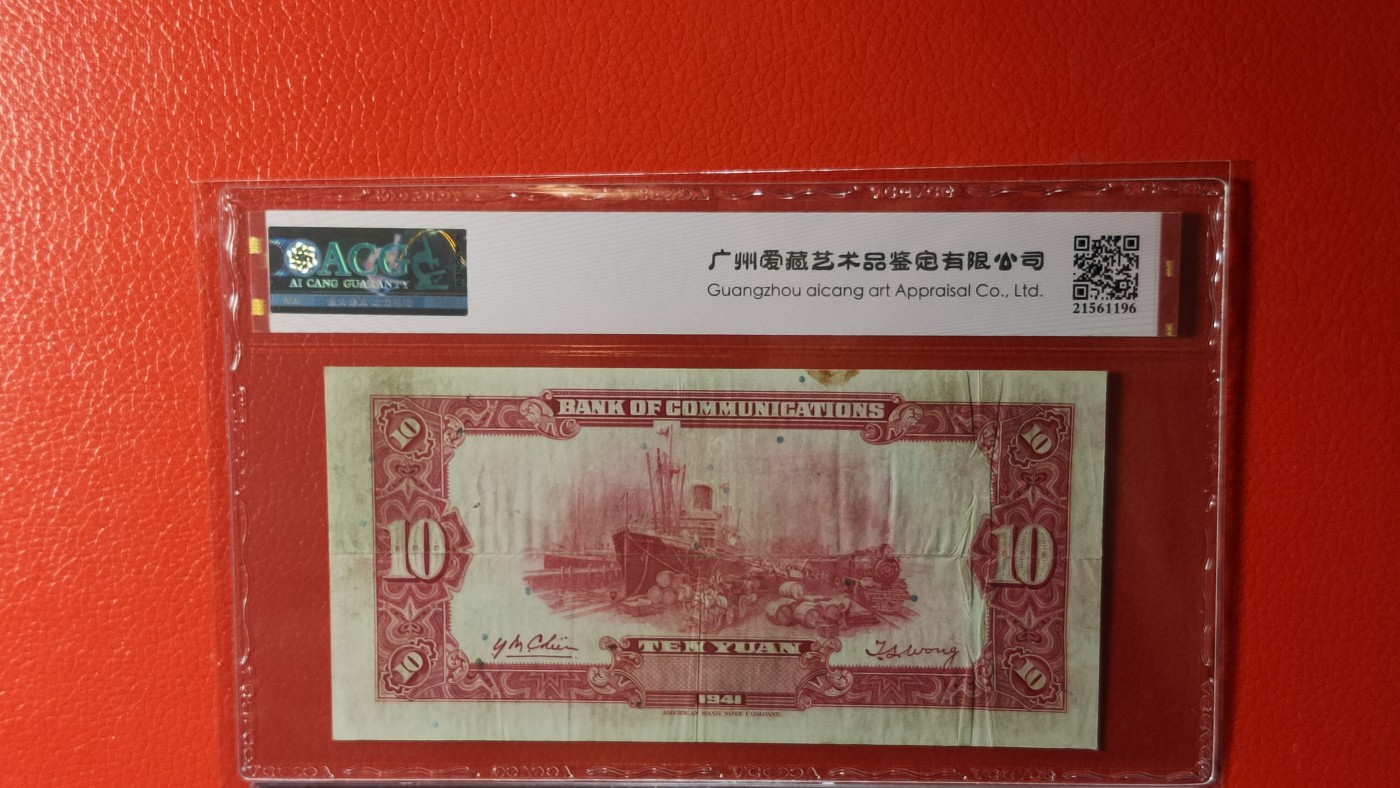 ACG
AI CANG GUARANTY
广州爱藏艺术品鉴定有限公司
Guangzhou aicang art Appraisal Co., Ltd.
21561196
BANK OF COMMUNICATIONS
10
10
10
10
TEN YUAN
10
10
1941
AMERICAN BANK NOTE COMPANY.